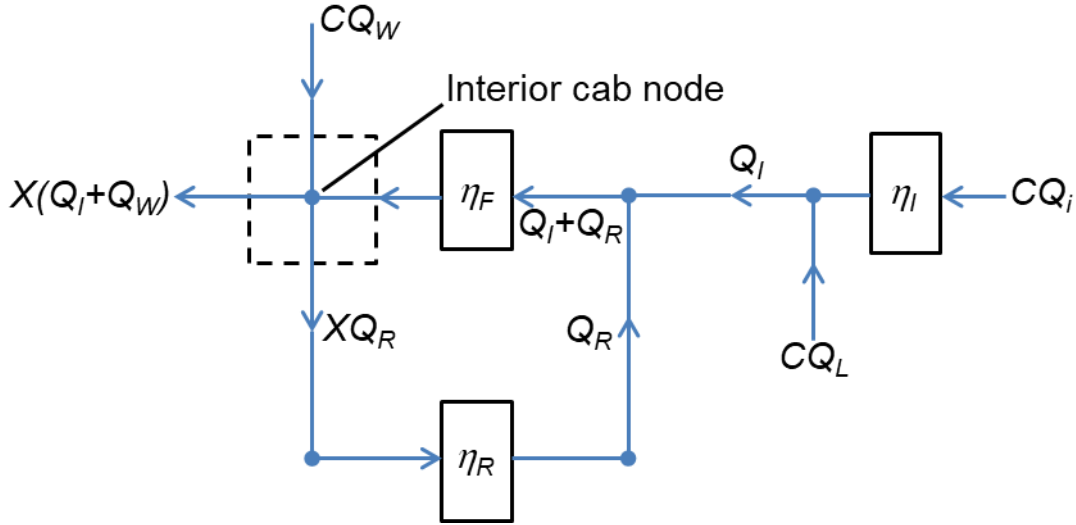 CQ_W
Interior cab node
X(Q_I+Q_W)
η_F
Q_I
η_I
CQ_i
Q_I+Q_R
XQ_R
Q_R
CQ_L
η_R